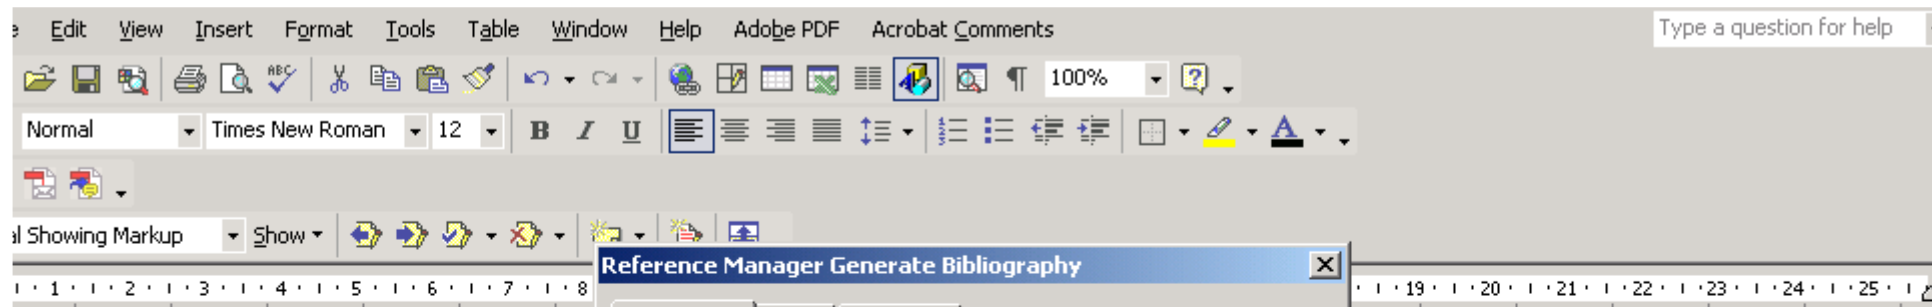 Edit View Insert Format Tools Table Window Help Adobe PDF Acrobat Comments Type a question for help
ABC 100%
Normal Times New Roman 12 B I U A
al Showing Markup Show
Reference Manager Generate Bibliography
1 2 3 4 5 6 7 8 19 20 21 22 23 24 25